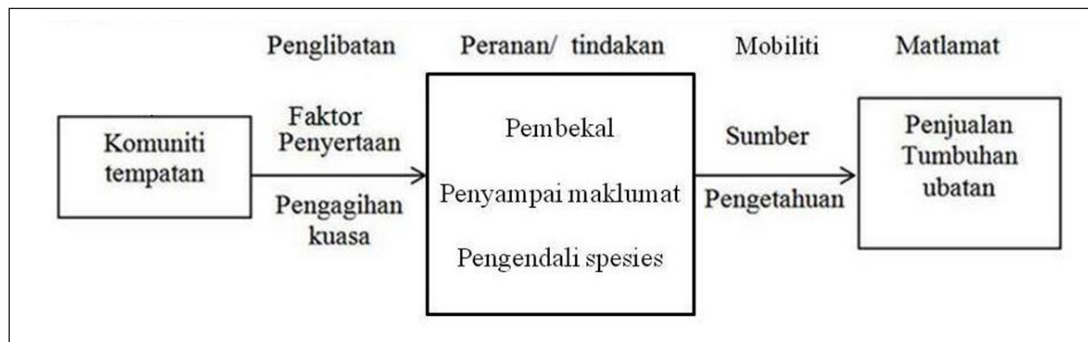 Penglibatan
Peranan/ tindakan
Mobiliti
Matlamat
Komuniti
tempatan
Faktor
Penyertaan
Pengagihan
kuasa
Pembekal
Penyampai maklumat
Pengendali spesies
Sumber
Pengetahuan
Penjualan
Tumbuhan
ubatan